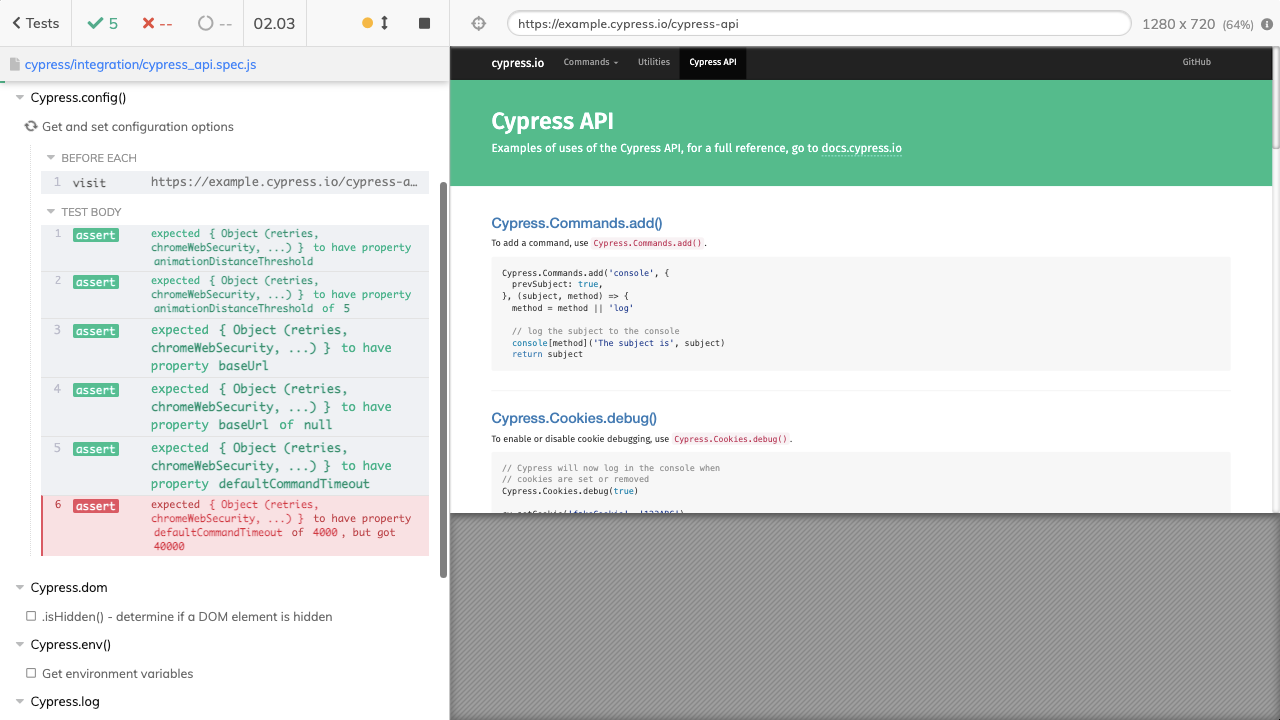 Tests
5
--
--
02.03
https://example.cypress.io/cypress-api
1280 x 720 (64%)
cypress/integration/cypress_api.spec.js
Cypress.config()
Get and set configuration options
BEFORE EACH
1 visit https://example.cypress.io/cypress-a…
TEST BODY
1 assert expected { Object (retries,
chromeWebSecurity, ...) } to have property
animationDistanceThreshold
2 assert expected { Object (retries,
chromeWebSecurity, ...) } to have property
animationDistanceThreshold of 5
3 assert expected { Object (retries,
chromeWebSecurity, ...) } to have
property baseUrl
4 assert expected { Object (retries,
chromeWebSecurity, ...) } to have
property baseUrl of null
5 assert expected { Object (retries,
chromeWebSecurity, ...) } to have
property defaultCommandTimeout
6 assert expected { Object (retries,
chromeWebSecurity, ...) } to have property
defaultCommandTimeout of 4000, but got
40000
Cypress.dom
.isHidden() - determine if a DOM element is hidden
Cypress.env()
Get environment variables
Cypress.log
cypress.io
Commands
Utilities
Cypress API
GitHub
Cypress API
Examples of uses of the Cypress API, for a full reference, go to docs.cypress.io
Cypress.Commands.add()
To add a command, use Cypress.Commands.add().
Cypress.Commands.add('console', {
prevSubject: true,
}, (subject, method) => {
method = method || 'log'
// log the subject to the console
console[method]('The subject is', subject)
return subject
Cypress.Cookies.debug()
To enable or disable cookie debugging, use Cypress.Cookies.debug().
// Cypress will now log in the console when
// cookies are set or removed
Cypress.Cookies.debug(true)